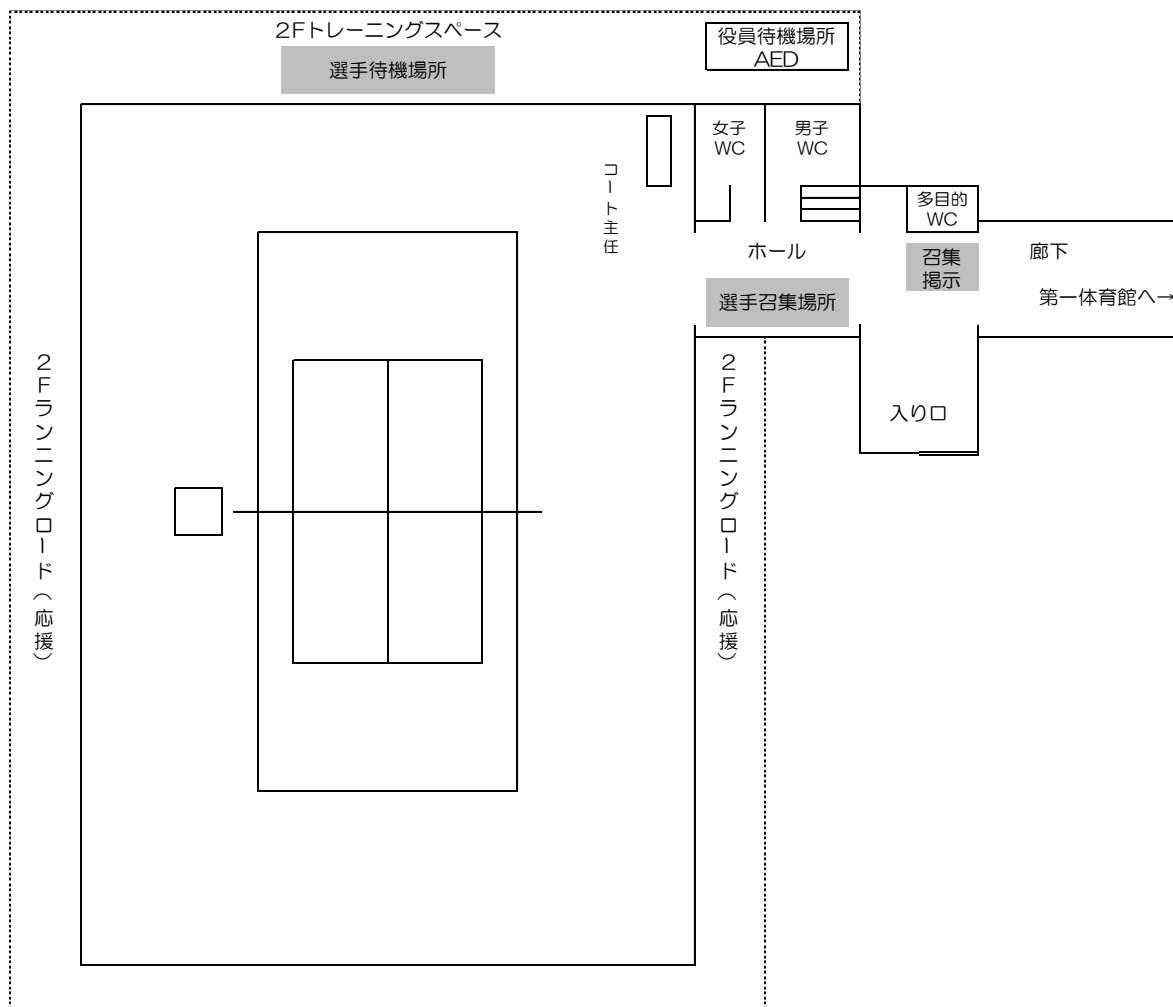 2Fトレーニングスペース
選手待機場所
役員待機場所
AED
女子
WC
男子
WC
コート主任
多目的
WC
ホール
召集
掲示
廊下
選手召集場所
第一体育館へ→
2Fランニングロード(応援)
2Fランニングロード(応援)
入り口